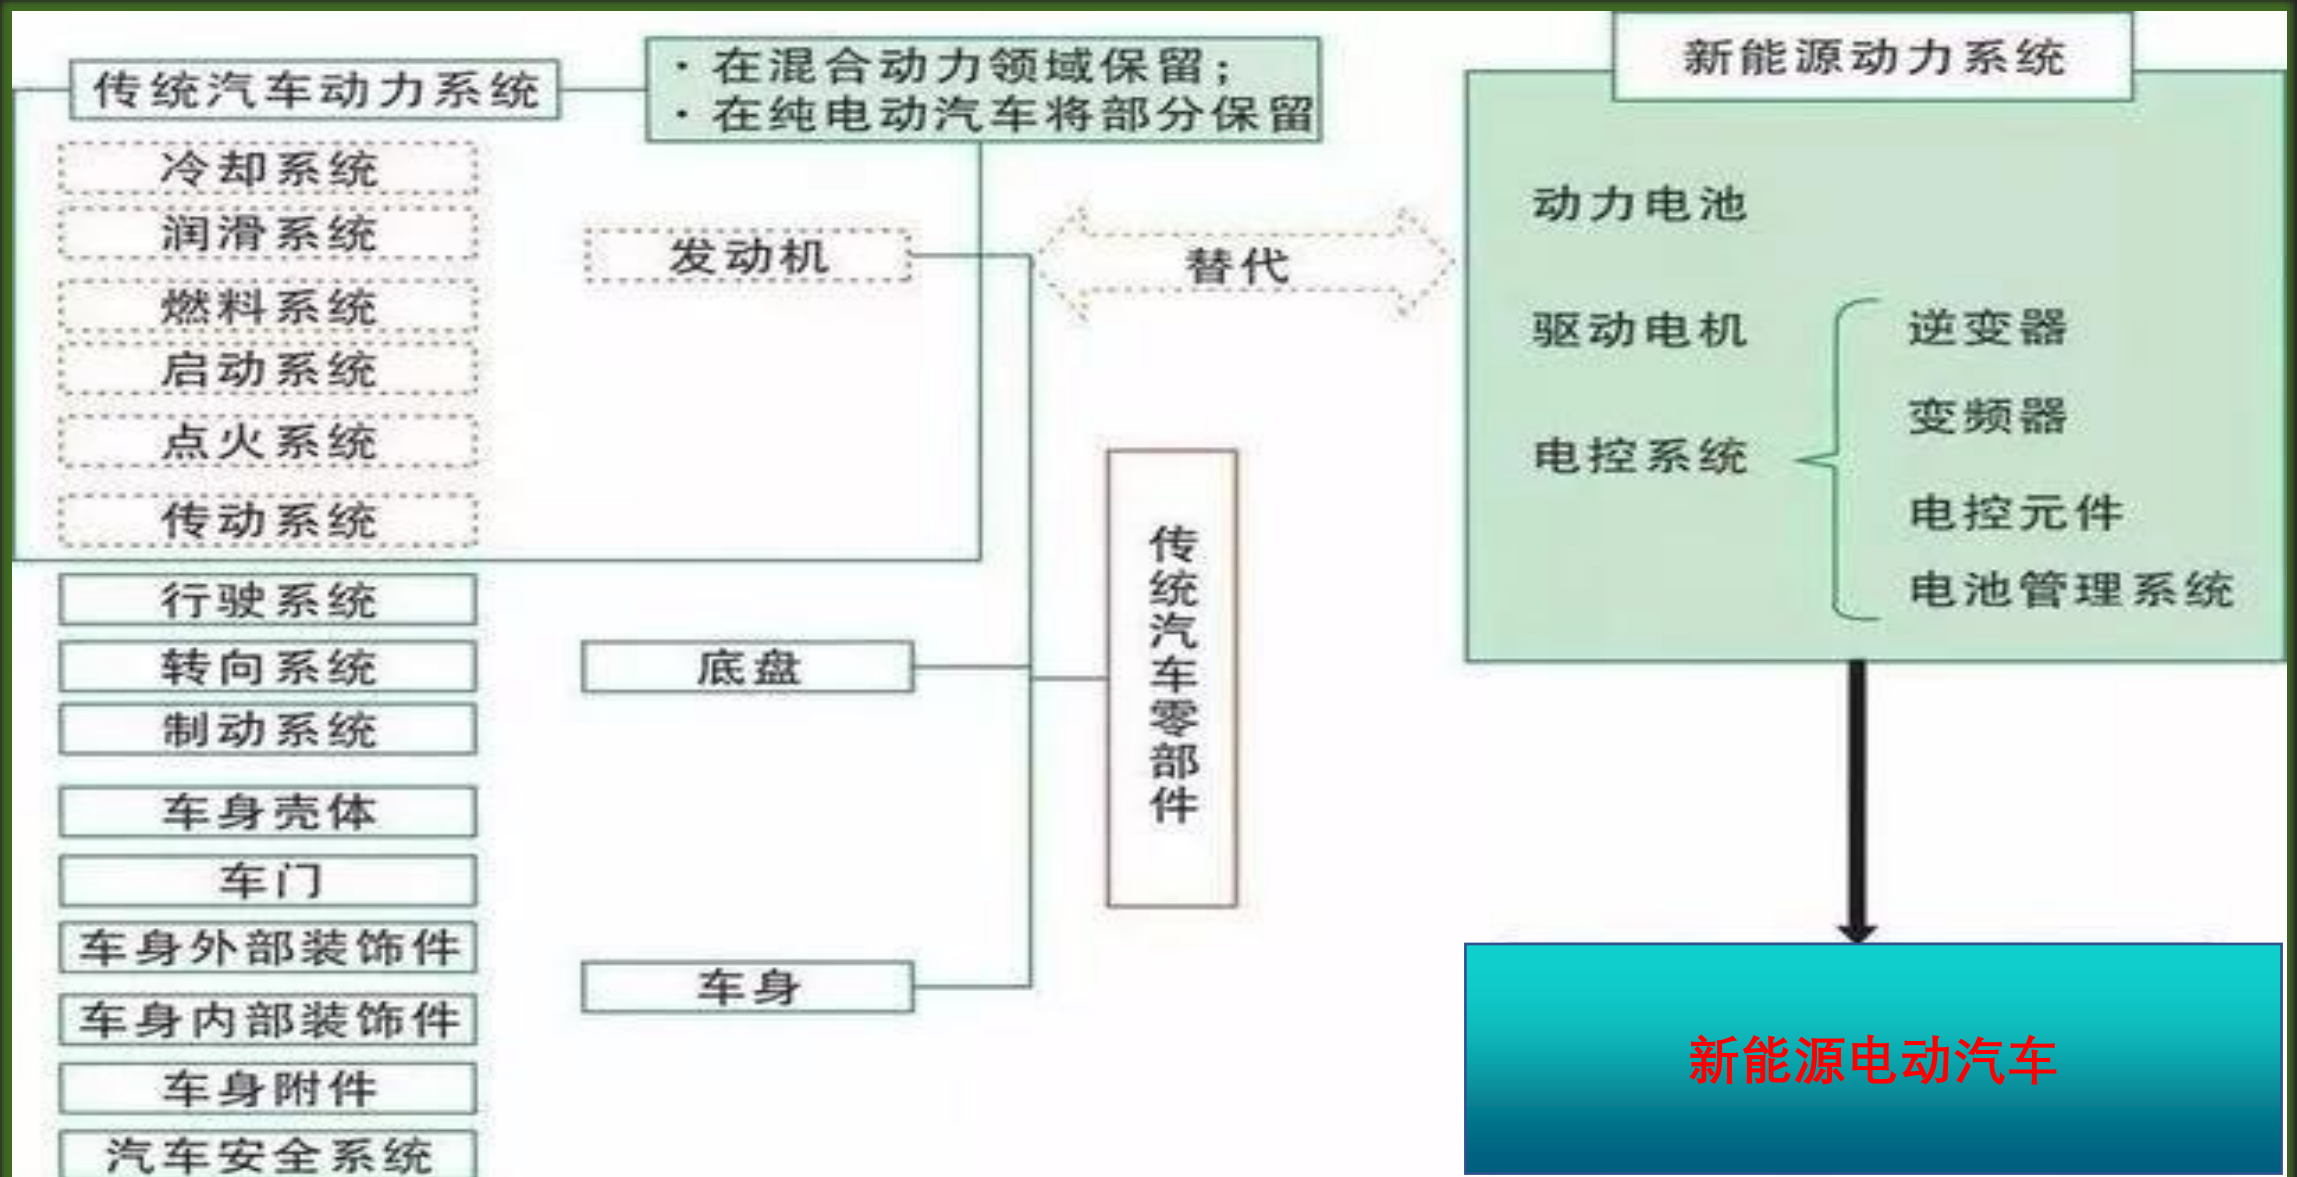 传统汽车动力系统
·在混合动力领域保留；
·在纯电动汽车将部分保留
冷却系统
润滑系统
燃料系统
启动系统
点火系统
传动系统
发动机
行驶系统
转向系统
制动系统
底盘
车身壳体
车门
车身外部装饰件
车身内部装饰件
车身附件
汽车安全系统
车身
传统汽车零部件
替代
新能源动力系统
动力电池
驱动电机
电控系统
逆变器
变频器
电控元件
电池管理系统
新能源电动汽车